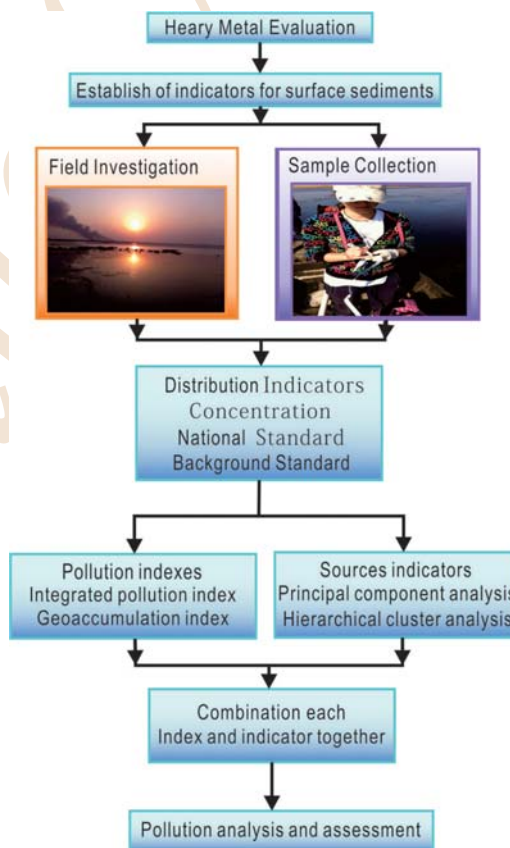 Heary Metal Evaluation
Establish of indicators for surface sediments
Field Investigation
Sample Collection
Distribution Indicators
Concentration
National Standard
Background Standard
Pollution indexes
Integrated pollution index
Geoaccumulation index
Sources indicators
Principal component analysis
Hierarchical cluster analysis
Combination each
Index and indicator together
Pollution analysis and assessment